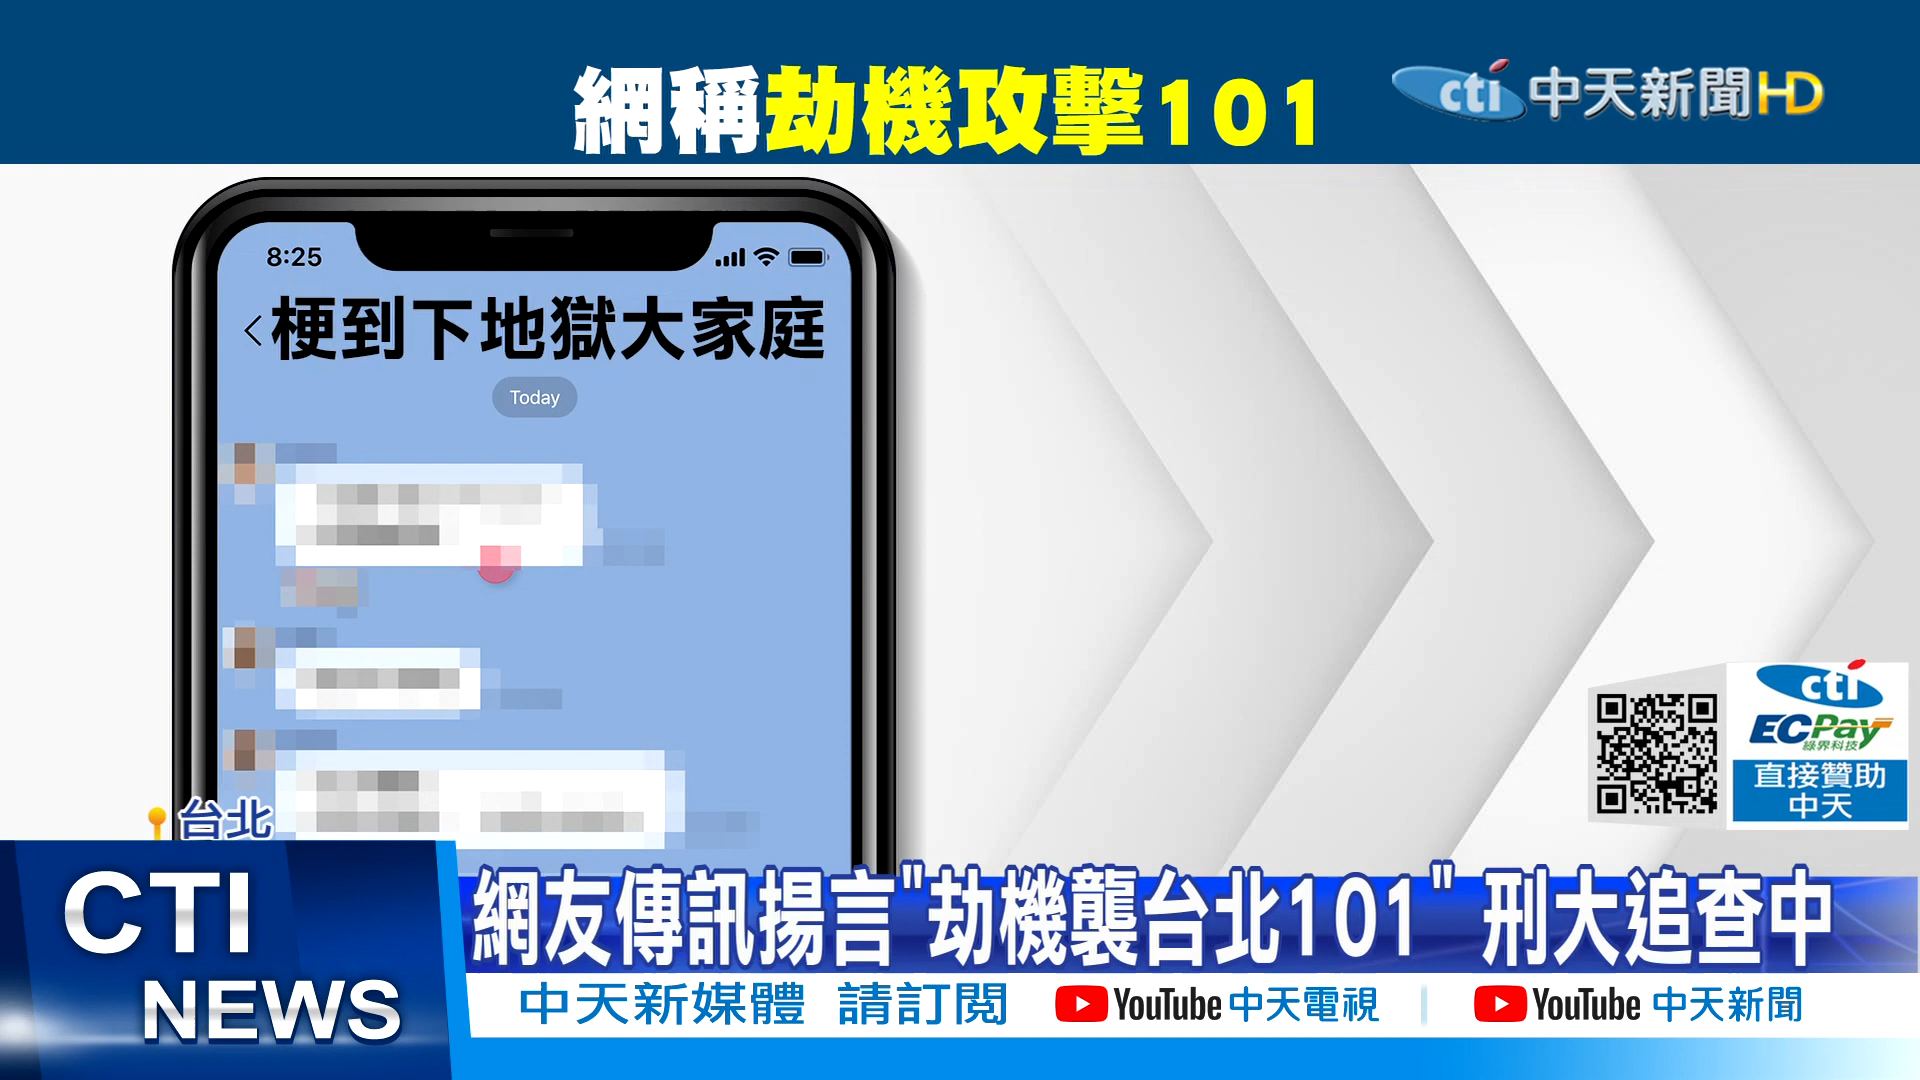 網稱劫機攻擊101
cti 中天新聞HD
8:25
梗到下地獄大家庭
Today
cti
ECPay
綠界科技
直接贊助
中天
台北
CTI
NEWS
網友傳訊揚言"劫機襲台北101" 刑大追查中
中天新媒體 請訂閱 YouTube 中天電視 | YouTube 中天新聞